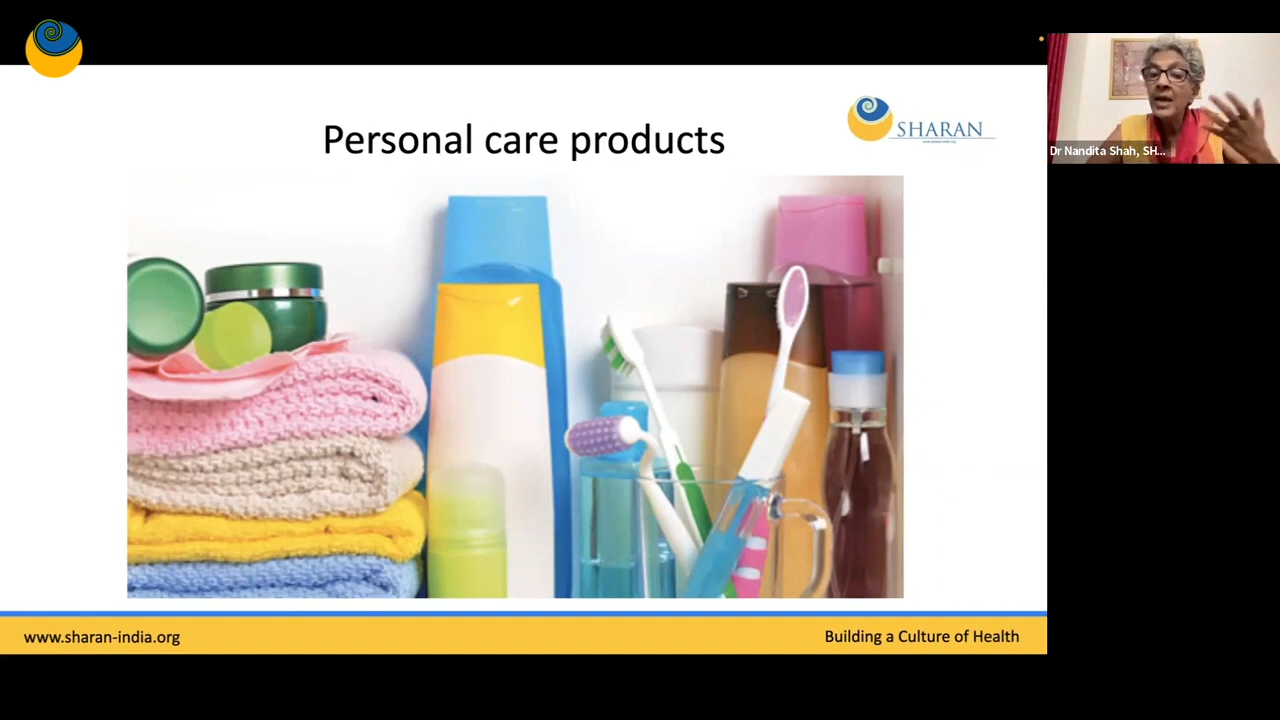 Personal care products
SHARAN
Dr Nandita Shah, SH...
www.sharan-india.org
Building a Culture of Health